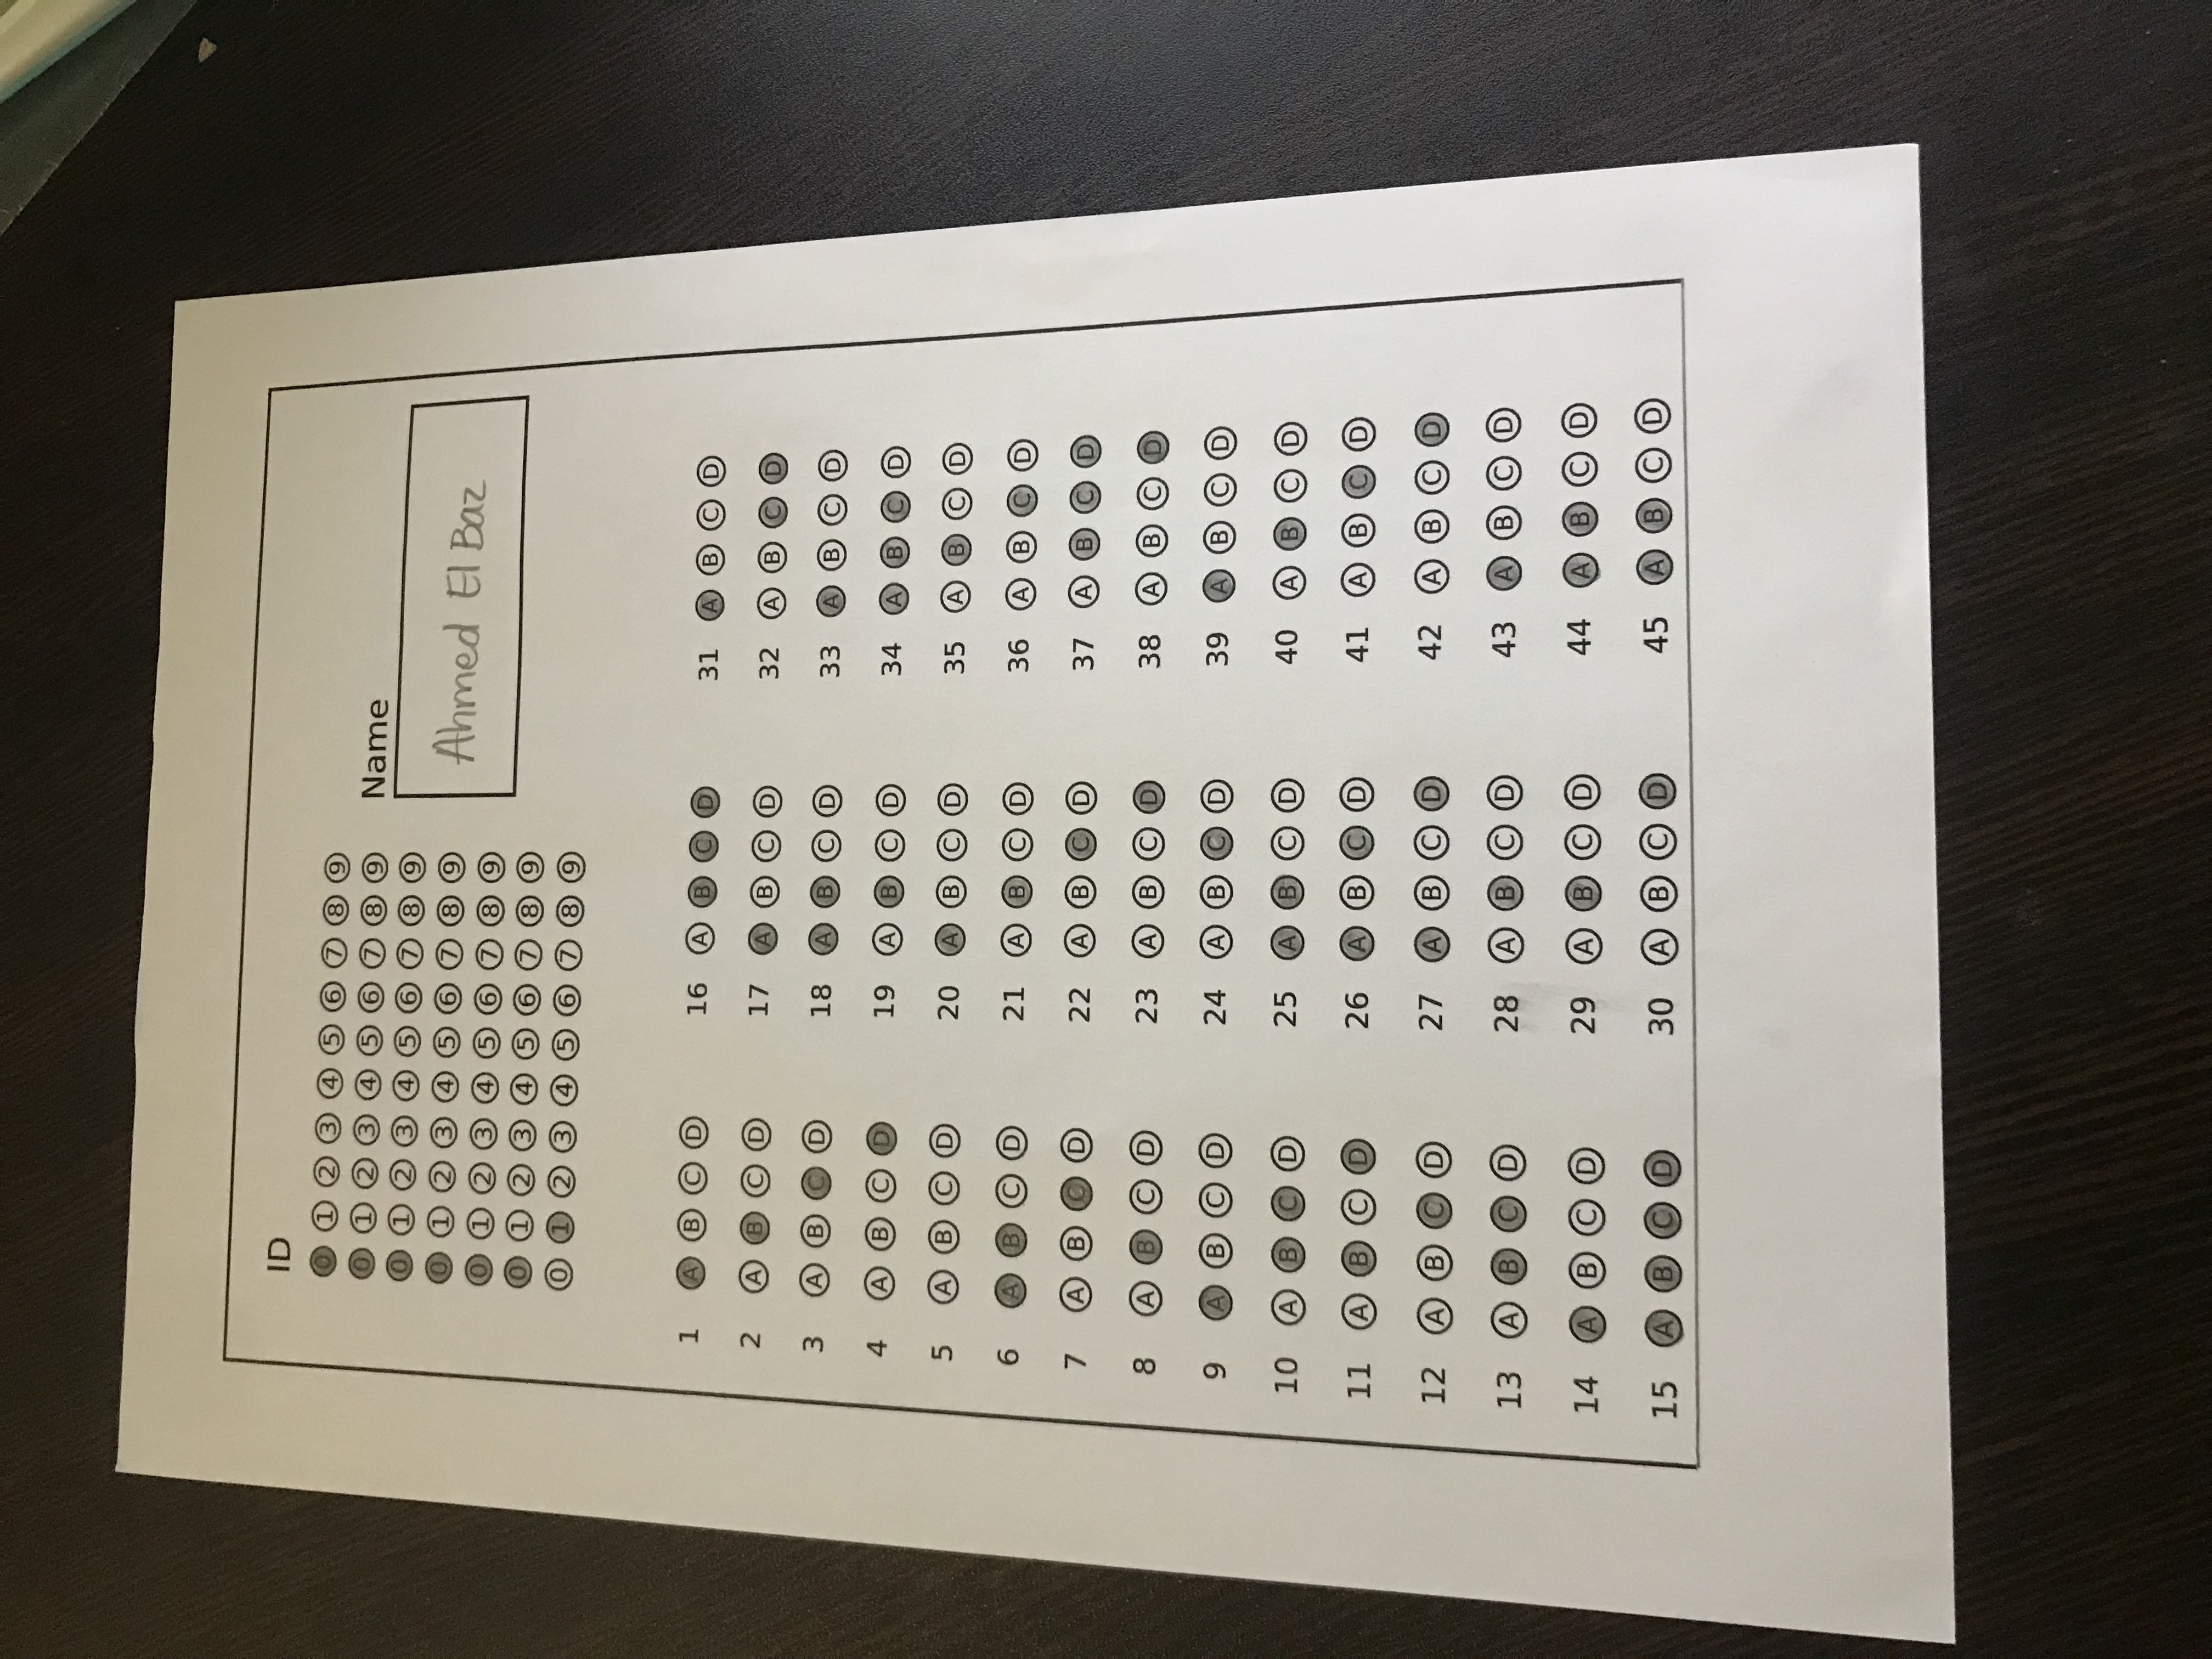 ID
0 1 2 3 4 5 6 7 8 9
0 1 2 3 4 5 6 7 8 9
0 1 2 3 4 5 6 7 8 9
0 1 2 3 4 5 6 7 8 9
0 1 2 3 4 5 6 7 8 9
0 1 2 3 4 5 6 7 8 9
0 1 2 3 4 5 6 7 8 9
Name
Ahmed El Baz
1 A B C D
2 A B C D
3 A B C D
4 A B C D
5 A B C D
6 A B C D
7 A B C D
8 A B C D
9 A B C D
10 A B C D
11 A B C D
12 A B C D
13 A B C D
14 A B C D
15 A B C D
16 A B C D
17 A B C D
18 A B C D
19 A B C D
20 A B C D
21 A B C D
22 A B C D
23 A B C D
24 A B C D
25 A B C D
26 A B C D
27 A B C D
28 A B C D
29 A B C D
30 A B C D
31 A B C D
32 A B C D
33 A B C D
34 A B C D
35 A B C D
36 A B C D
37 A B C D
38 A B C D
39 A B C D
40 A B C D
41 A B C D
42 A B C D
43 A B C D
44 A B C D
45 A B C D